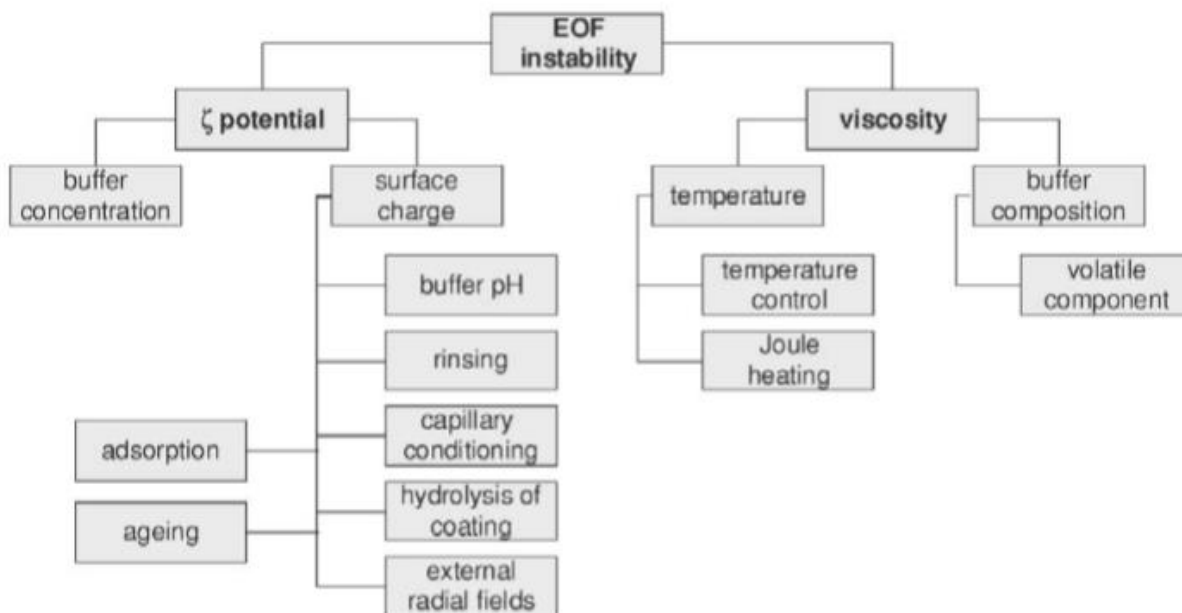 EOF
instability
ζ potential
viscosity
buffer
concentration
surface
charge
temperature
buffer
composition
buffer pH
temperature
control
volatile
component
rinsing
Joule
heating
adsorption
capillary
conditioning
ageing
hydrolysis of
coating
external
radial fields